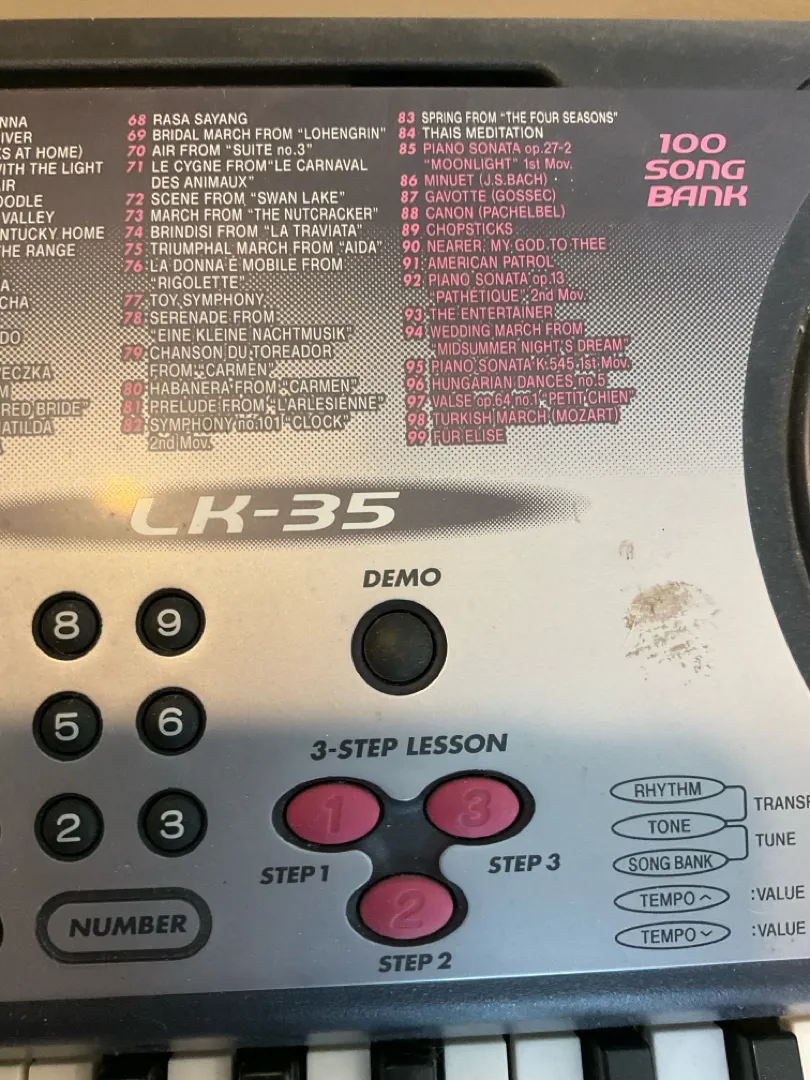 NNA
IVER
S AT HOME)
WITH THE LIGHT
IR
OODLE
VALLEY
NTUCKY HOME
HE RANGE
A
CHA
DO
ECZKA
M
RED BRIDE"
ATILDA
68 RASA SAYANG
69 BRIDAL MARCH FROM "LOHENGRIN"
70 AIR FROM "SUITE no.3"
71 LE CYGNE FROM"LE CARNAVAL
DES ANIMAUX"
72 SCENE FROM "SWAN LAKE"
73 MARCH FROM "THE NUTCRACKER"
74 BRINDISI FROM "LA TRAVIATA"
75 TRIUMPHAL MARCH FROM "AIDA"
76 LA DONNA È MOBILE FROM
"RIGOLETTE"
77 TOY SYMPHONY
78 SERENADE FROM
"EINE KLEINE NACHTMUSIK"
79 CHANSON DU TOREADOR
FROM "CARMEN"
80 HABANERA FROM "CARMEN"
81 PRELUDE FROM "L'ARLESIENNE"
82 SYMPHONY no.101 "CLOCK"
2nd Mov.
83 SPRING FROM "THE FOUR SEASONS"
84 THAIS MEDITATION
85 PIANO SONATA op.27-2
"MOONLIGHT" 1st Mov.
86 MINUET (J.S.BACH)
87 GAVOTTE (GOSSEC)
88 CANON (PACHELBEL)
89 CHOPSTICKS
90 NEARER, MY GOD TO THEE
91 AMERICAN PATROL
92 PIANO SONATA op.13
"PATHÉTIQUE" 2nd Mov.
93 THE ENTERTAINER
94 WEDDING MARCH FROM
"MIDSUMMER NIGHT'S DREAM"
95 PIANO SONATA K.545 1st Mov.
96 HUNGARIAN DANCES no.5
97 VALSE op.64 no.1 "PETIT CHIEN"
98 TURKISH MARCH (MOZART)
99 FÜR ELISE
100
SONG
BANK
LK-35
DEMO
8 9
5 6
2 3
NUMBER
3-STEP LESSON
1 3
STEP 1
STEP 3
2
STEP 2
RHYTHM
TRANSP
TONE
TUNE
SONG BANK
TEMPO ︿ :VALUE
TEMPO ﹀ :VALUE